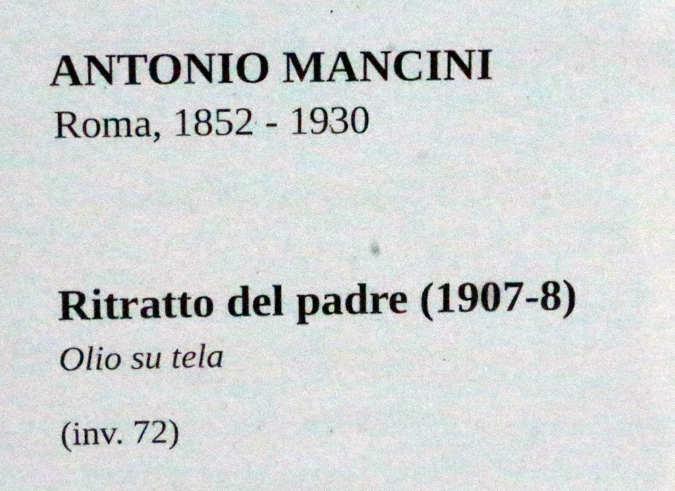 ANTONIO MANCINI
Roma, 1852 - 1930
Ritratto del padre (1907-8)
Olio su tela
(inv. 72)